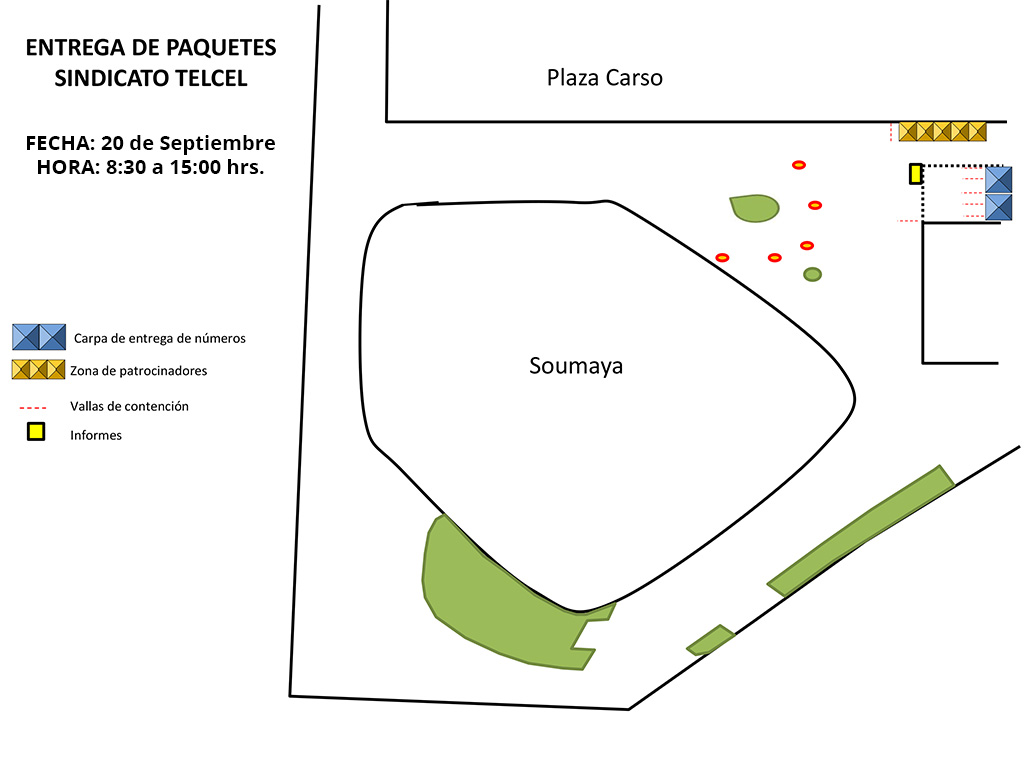 ENTREGA DE PAQUETES
SINDICATO TELCEL
FECHA: 20 de Septiembre
HORA: 8:30 a 15:00 hrs.
Plaza Carso
Soumaya
Carpa de entrega de números
Zona de patrocinadores
Vallas de contención
Informes